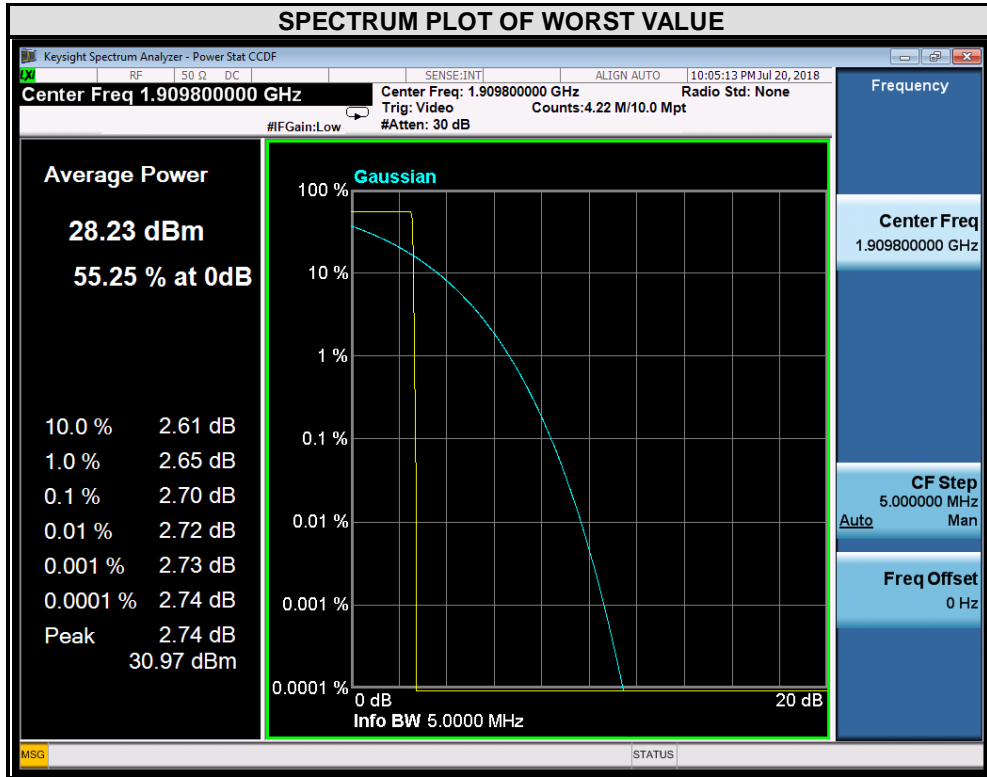 SPECTRUM PLOT OF WORST VALUE
Keysight Spectrum Analyzer - Power Stat CCDF
LXI RF 50 Ω DC SENSE:INT ALIGN AUTO 10:05:13 PM Jul 20, 2018
Center Freq 1.909800000 GHz
Center Freq: 1.909800000 GHz Radio Std: None
Trig: Video Counts:4.22 M/10.0 Mpt
#IFGain:Low #Atten: 30 dB
Frequency
Average Power
28.23 dBm
55.25 % at 0dB
10.0 % 2.61 dB
1.0 % 2.65 dB
0.1 % 2.70 dB
0.01 % 2.72 dB
0.001 % 2.73 dB
0.0001 % 2.74 dB
Peak 2.74 dB
30.97 dBm
Gaussian
100 %
10 %
1 %
0.1 %
0.01 %
0.001 %
0.0001 %
0 dB 20 dB
Info BW 5.0000 MHz
Center Freq
1.909800000 GHz
CF Step
5.000000 MHz
Auto Man
Freq Offset
0 Hz
MSG STATUS